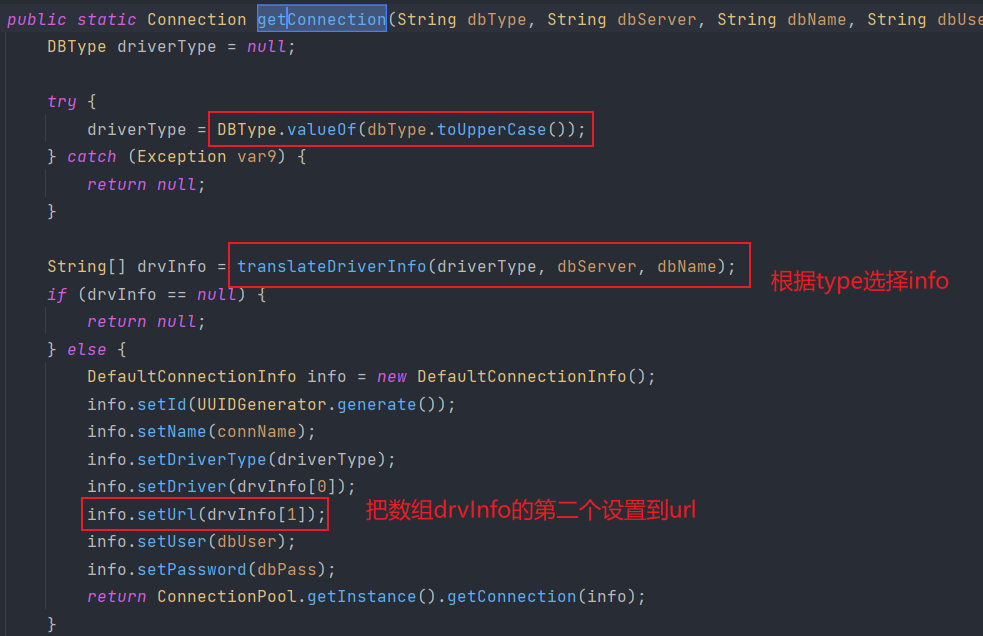 public static Connection getConnection(String dbType, String dbServer, String dbName, String dbUse
DBType driverType = null;
try {
driverType = DBType.valueOf(dbType.toUpperCase());
} catch (Exception var9) {
return null;
}
String[] drvInfo = translateDriverInfo(driverType, dbServer, dbName);
根据type选择info
if (drvInfo == null) {
return null;
} else {
DefaultConnectionInfo info = new DefaultConnectionInfo();
info.setId(UUIDGenerator.generate());
info.setName(connName);
info.setDriverType(driverType);
info.setDriver(drvInfo[0]);
info.setUrl(drvInfo[1]);
把数组drvInfo的第二个设置到url
info.setUser(dbUser);
info.setPassword(dbPass);
return ConnectionPool.getInstance().getConnection(info);
}